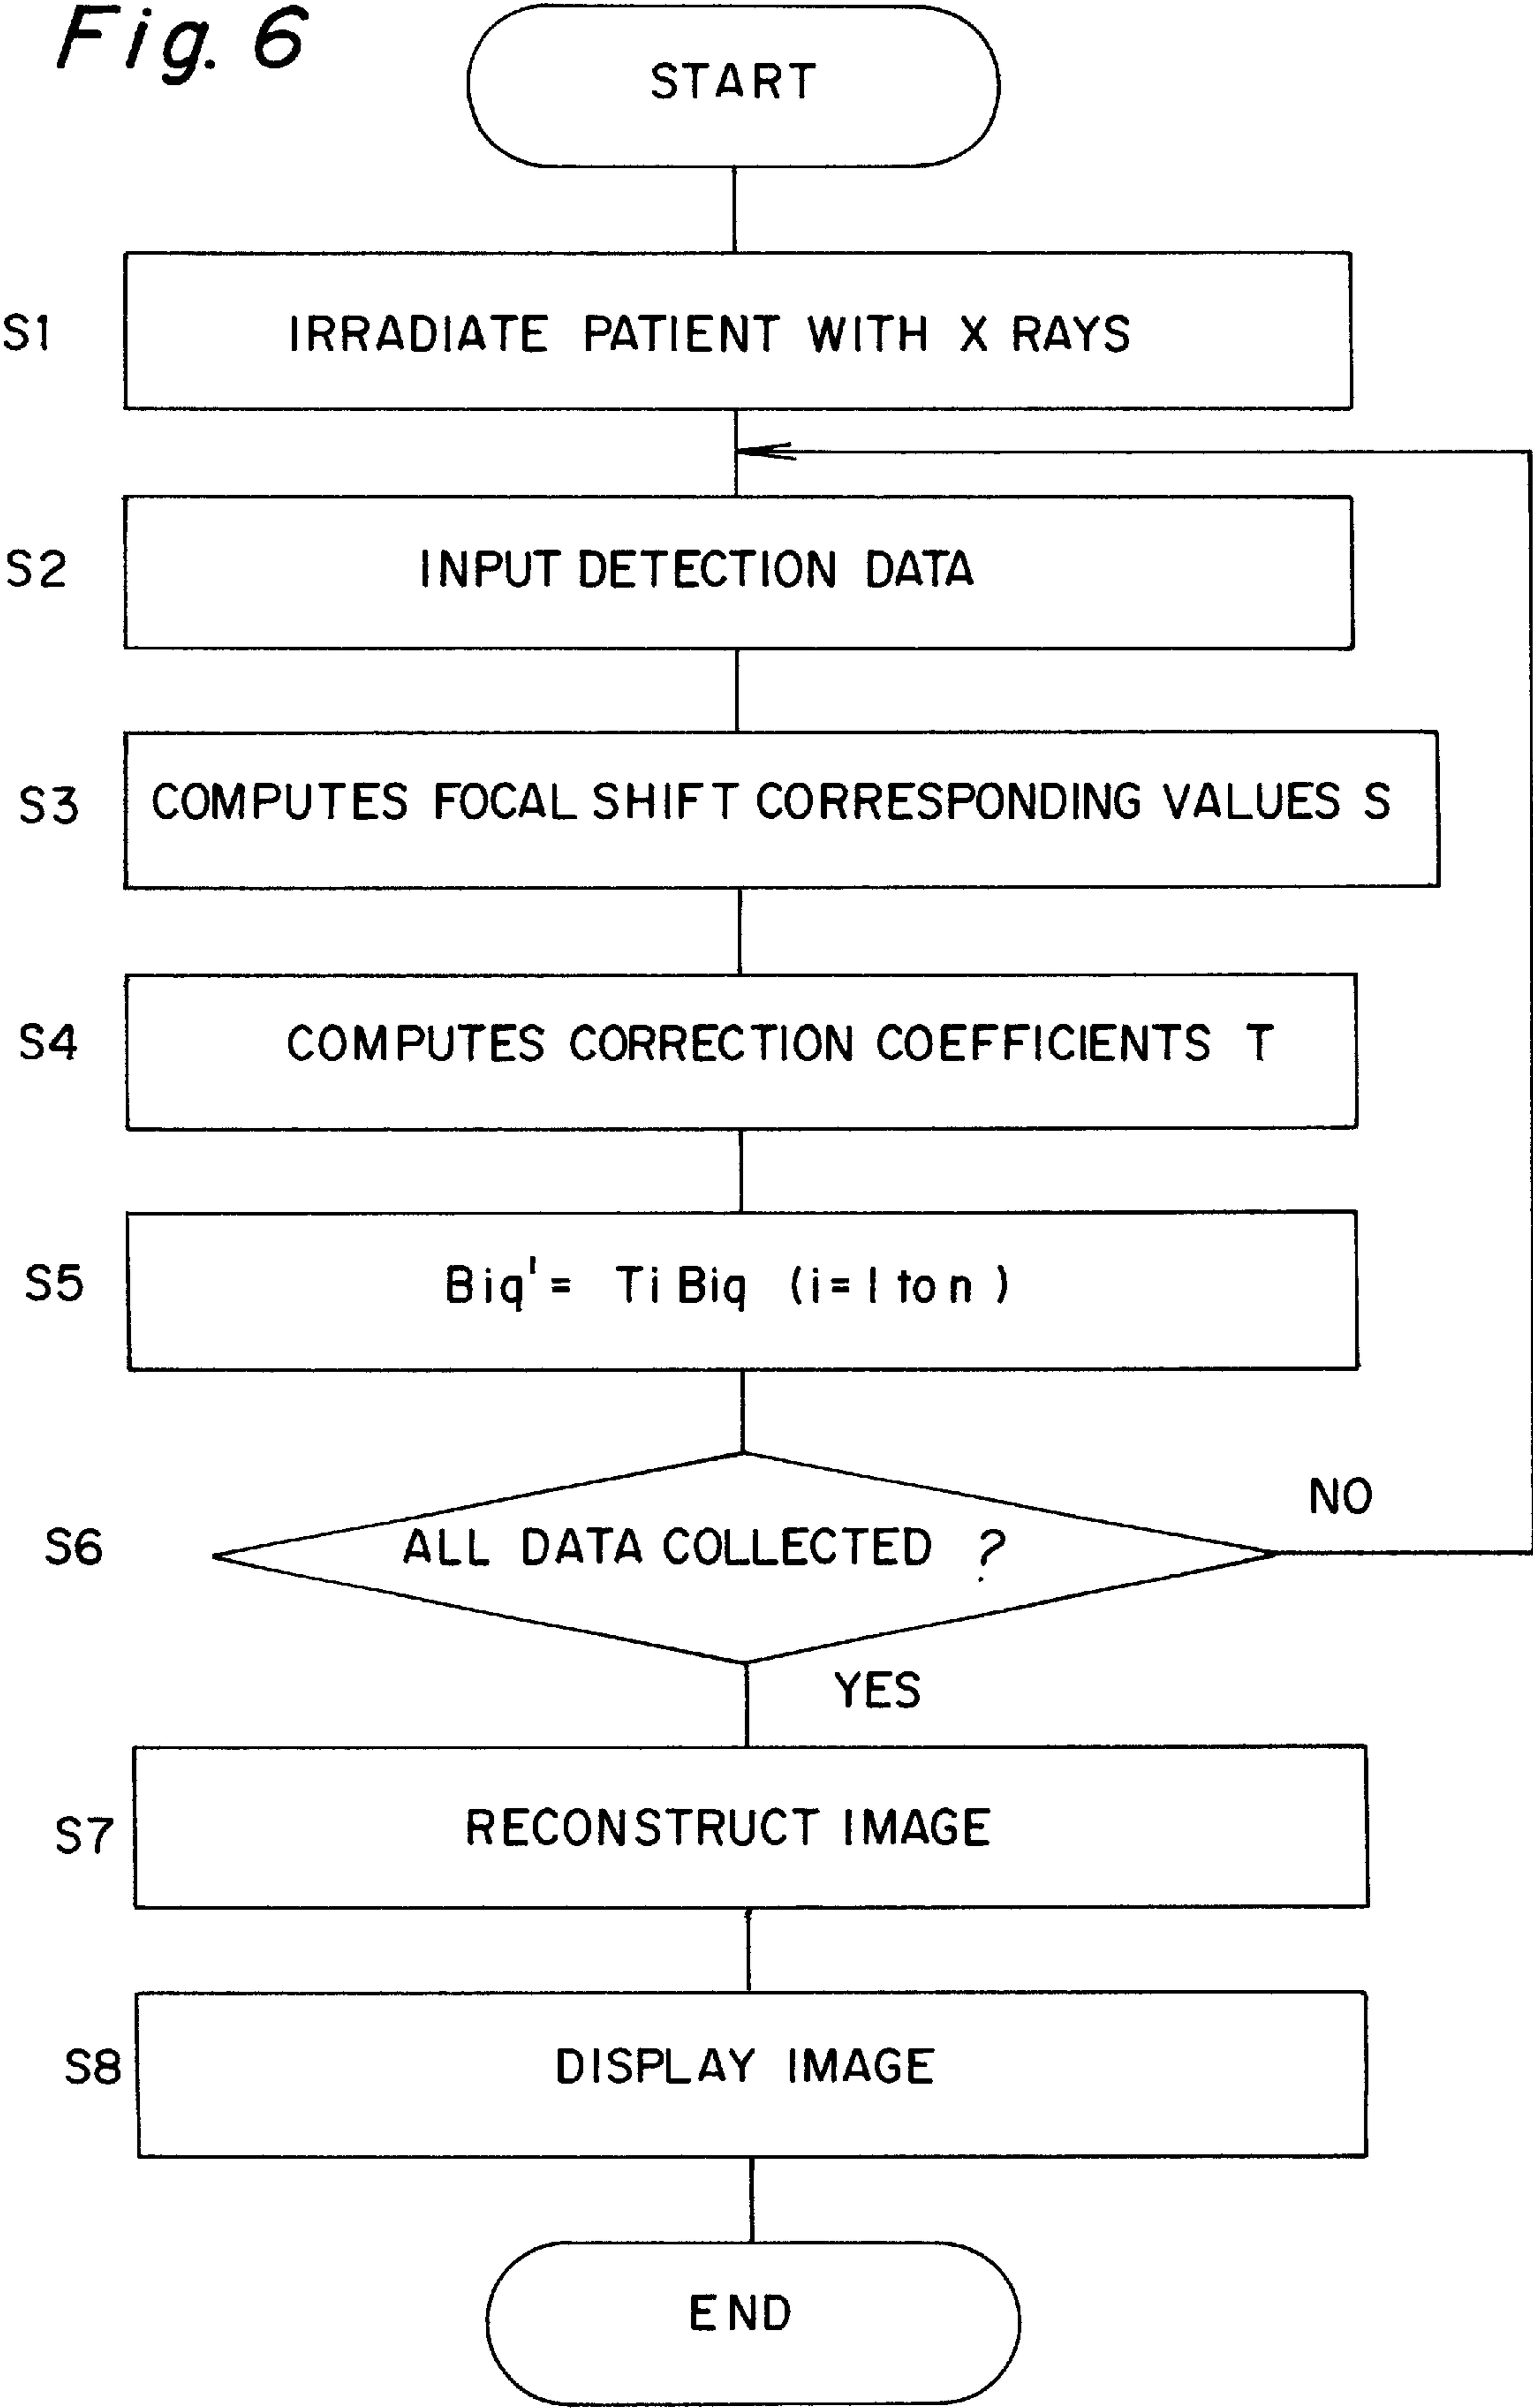 Fig. 6
START
S1 IRRADIATE PATIENT WITH X RAYS
S2 INPUT DETECTION DATA
S3 COMPUTES FOCAL SHIFT CORRESPONDING VALUES S
S4 COMPUTES CORRECTION COEFFICIENTS T
S5 Biq' = TiBiq (i=1 to n)
S6 ALL DATA COLLECTED ?
NO
YES
S7 RECONSTRUCT IMAGE
S8 DISPLAY IMAGE
END